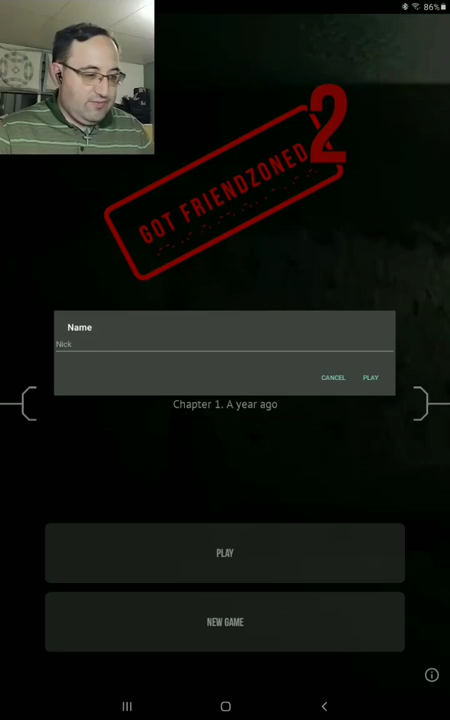 86%
2
GOT FRIENDZONED
Name
Nick
CANCEL PLAY
Chapter 1. A year ago
PLAY
NEW GAME